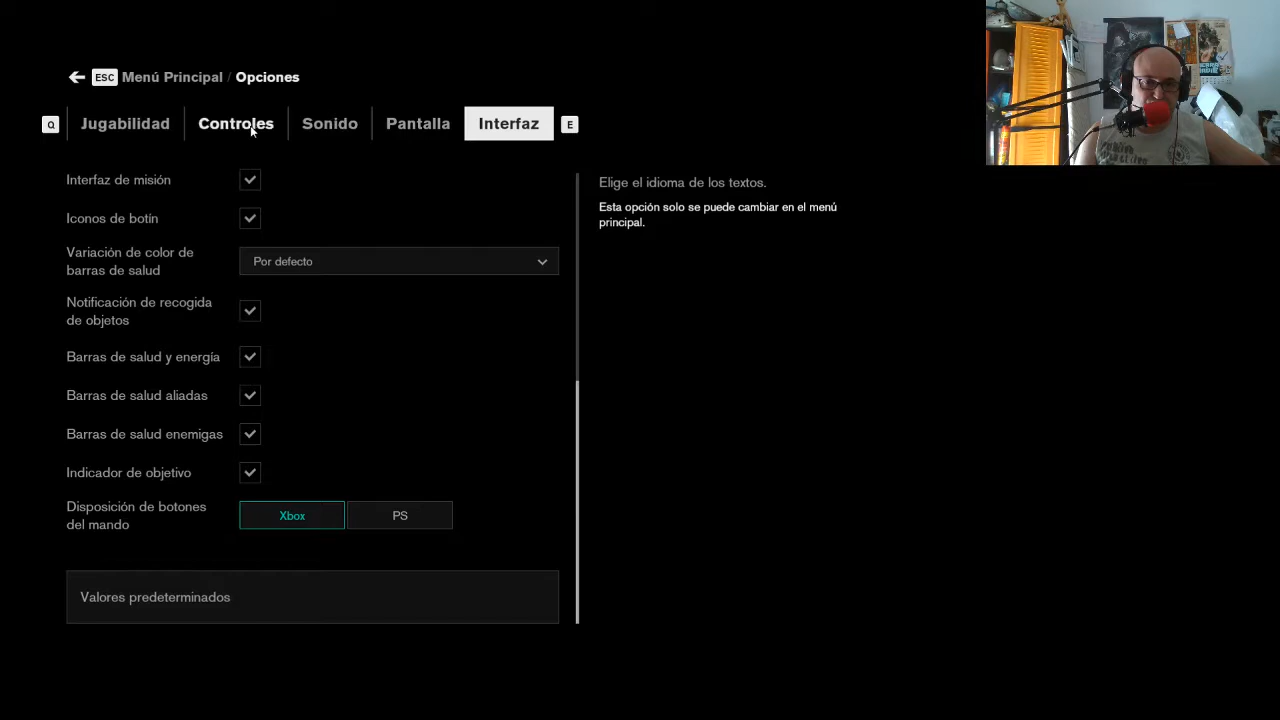 ESC Menú Principal / Opciones
Q Jugabilidad Controles Sonido Pantalla Interfaz E
Interfaz de misión
Iconos de botín
Variación de color de
barras de salud
Por defecto
Notificación de recogida
de objetos
Barras de salud y energía
Barras de salud aliadas
Barras de salud enemigas
Indicador de objetivo
Disposición de botones
del mando
Xbox PS
Valores predeterminados
Elige el idioma de los textos.
Esta opción solo se puede cambiar en el menú
principal.